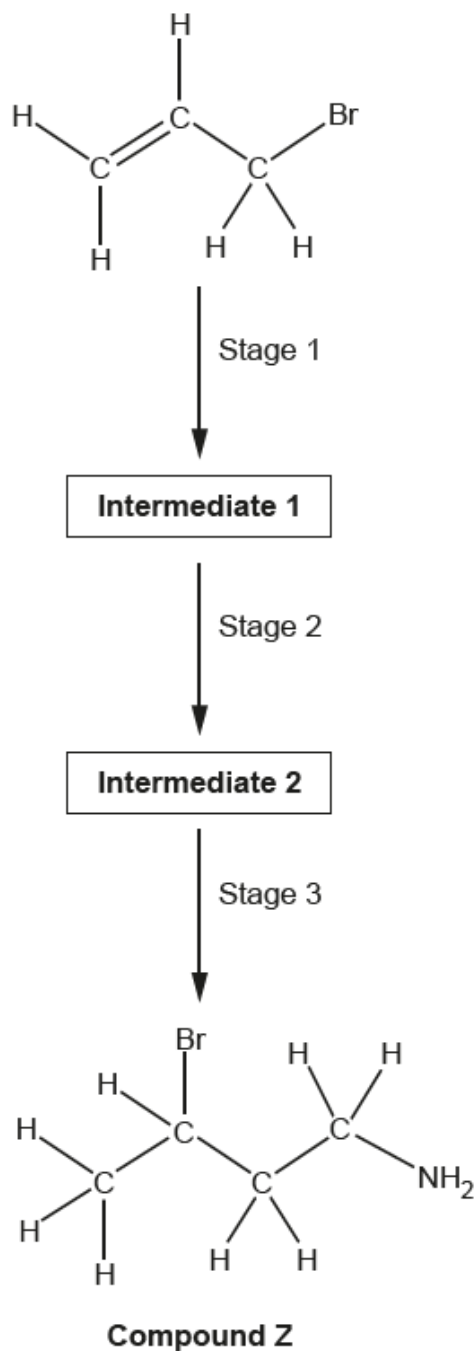 H
H C Br
C C
H H H
Stage 1
Intermediate 1
Stage 2
Intermediate 2
Stage 3
Br H H
H C C
H C C NH2
H H H H
Compound Z